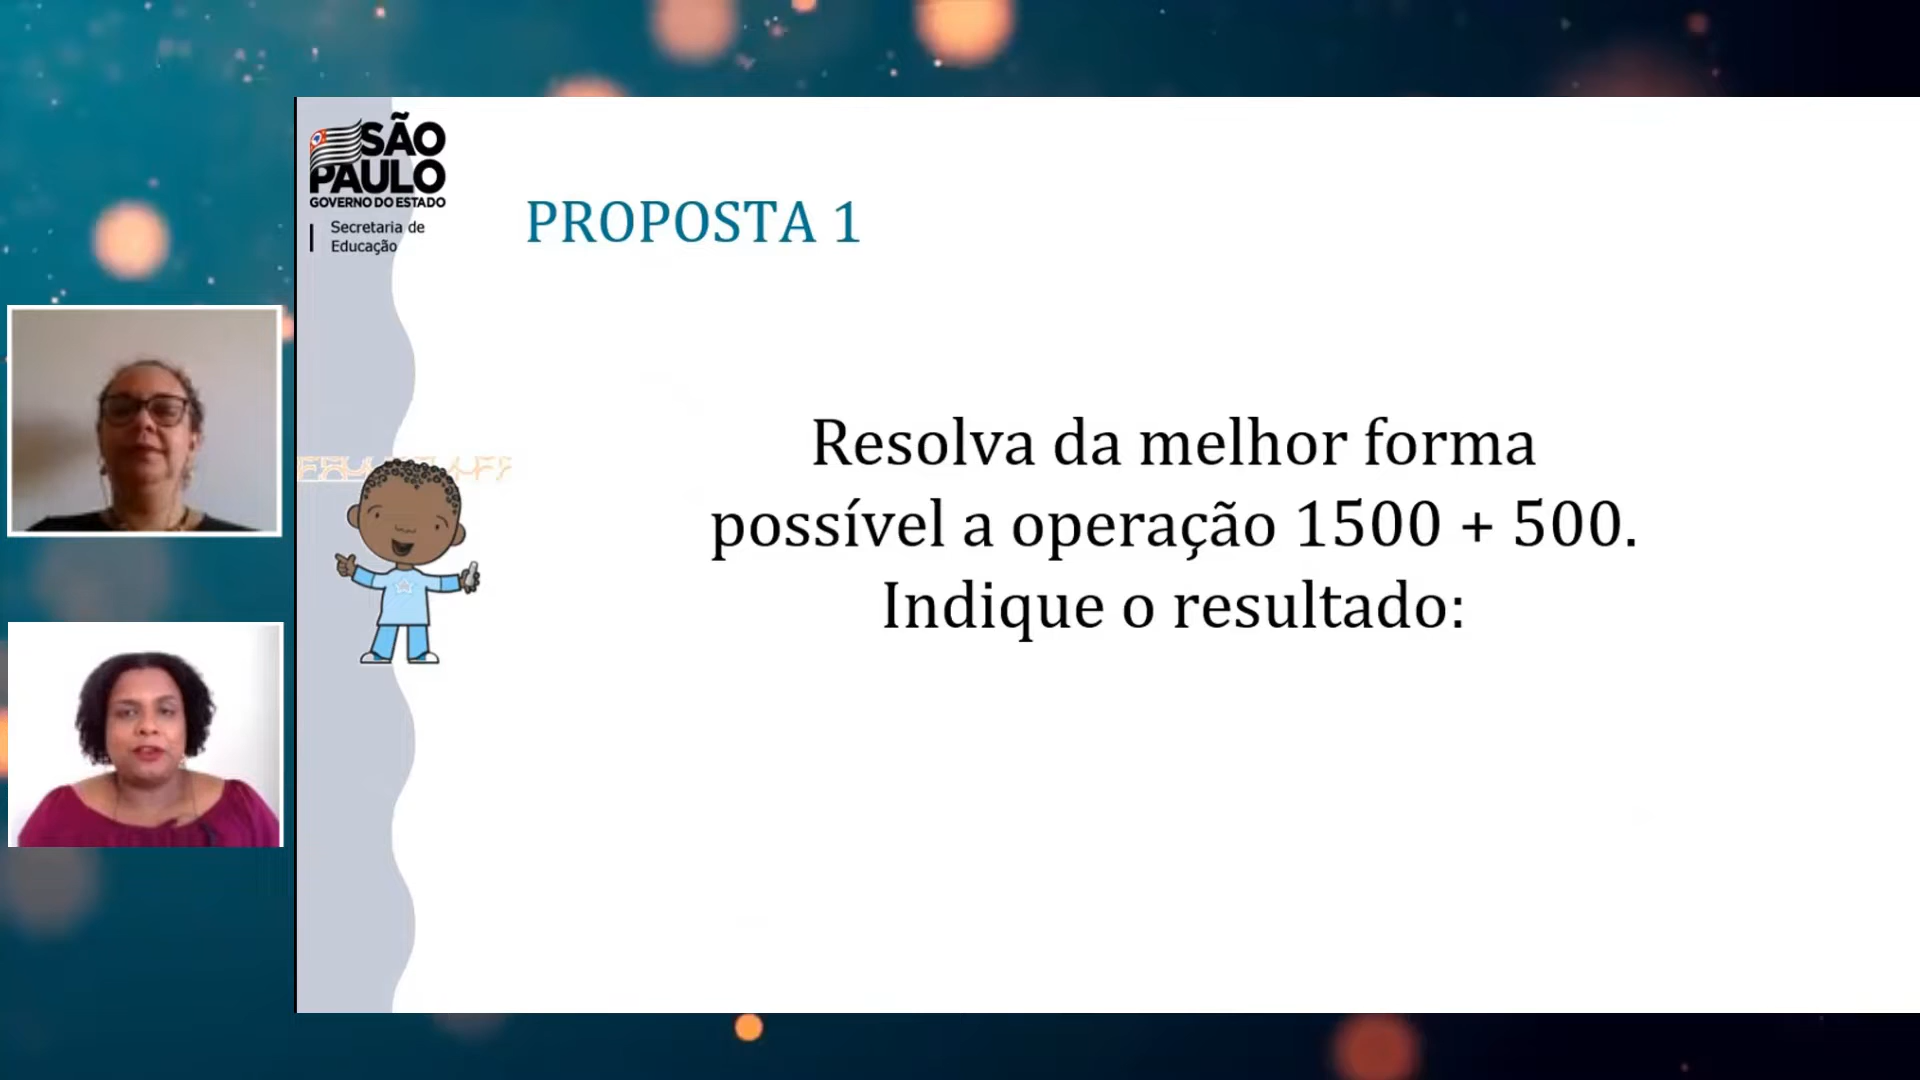 SÃO
PAULO
GOVERNO DO ESTADO
Secretaria de
Educação
PROPOSTA 1
Resolva da melhor forma
possível a operação 1500 + 500.
Indique o resultado: